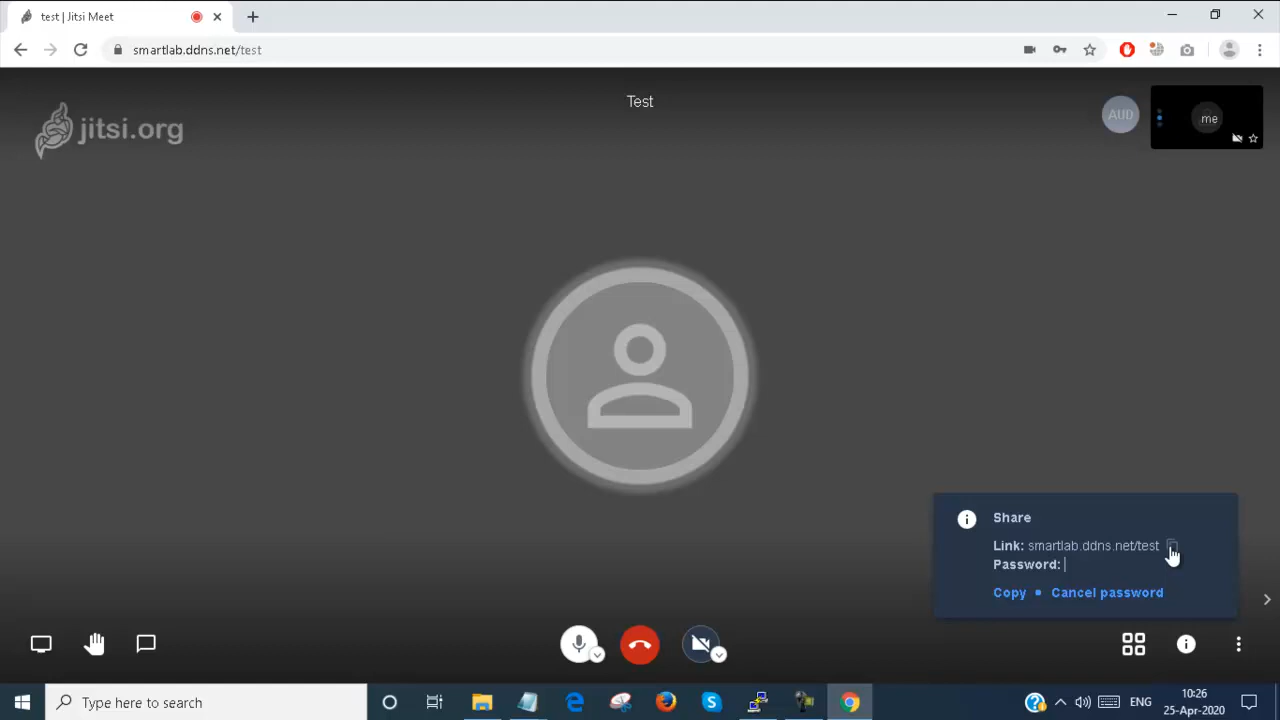 test | Jitsi Meet
smartlab.ddns.net/test
jitsi.org
Test
AUD
me
Share
Link: smartlab.ddns.net/test
Password:
Copy
Cancel password
Type here to search
ENG
10:26
25-Apr-2020